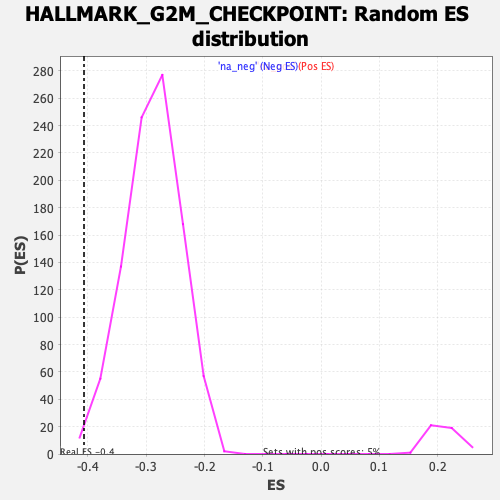 HALLMARK_G2M_CHECKPOINT: Random ES
distribution
'na_neg' (Neg ES)(Pos ES)
280
260
240
220
200
180
160
140
120
100
80
60
40
20
0
P(ES)
Real ES -0.4
Sets with pos scores: 5%
-0.4 -0.3 -0.2 -0.1 0.0 0.1 0.2
ES